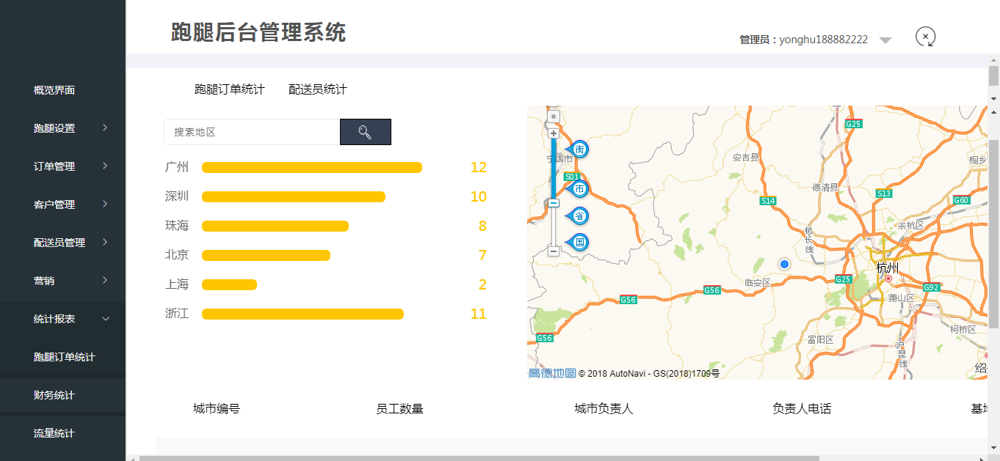 跑腿后台管理系统
管理员：yonghu188882222
概览界面
跑腿设置
订单管理
客户管理
配送员管理
营销
统计报表
跑腿订单统计
财务统计
流量统计
跑腿订单统计 配送员统计
搜索地区
广州 12
深圳 10
珠海 8
北京 7
上海 2
浙江 11
街
市
省
国
宁国市
S01
安吉县
G25
桐乡
德清县
S13
S14
G60
余杭区
杭长线
杭州
临安区
G25
G56
G56
G92
萧山区
柯桥区
G56
富阳区
沪昆线
高德地图 © 2018 AutoNavi - GS(2018)1709号
城市编号 员工数量 城市负责人 负责人电话